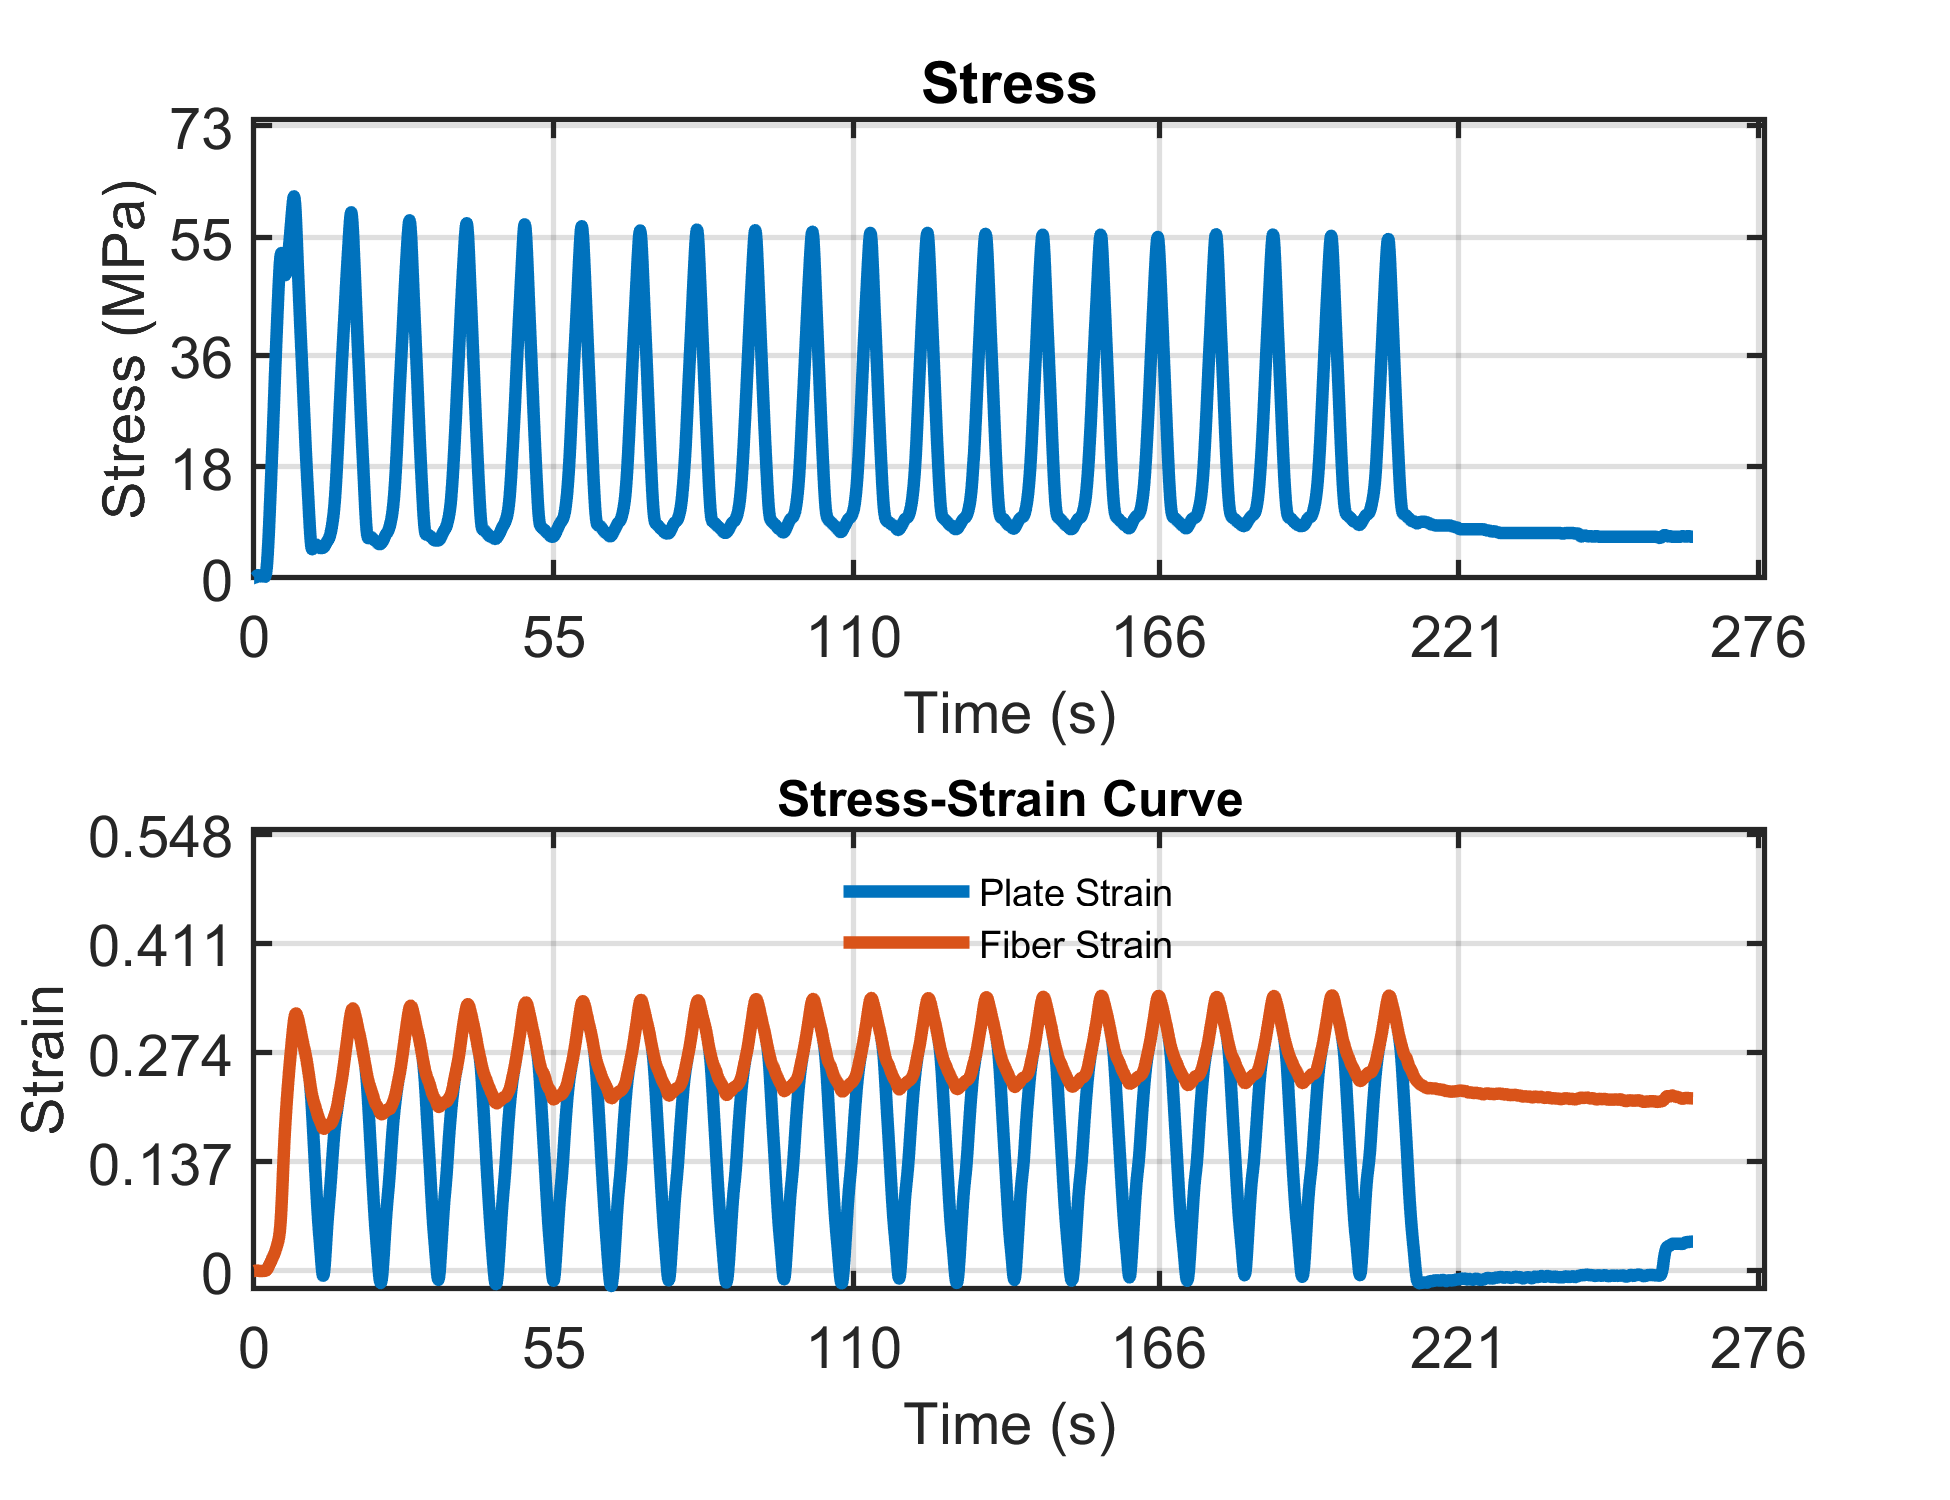 Stress
73
55
36
18
0
Stress (MPa)
0 55 110 166 221 276
Time (s)
Stress-Strain Curve
0.548
0.411
0.274
0.137
0
Strain
Plate Strain
Fiber Strain
0 55 110 166 221 276
Time (s)